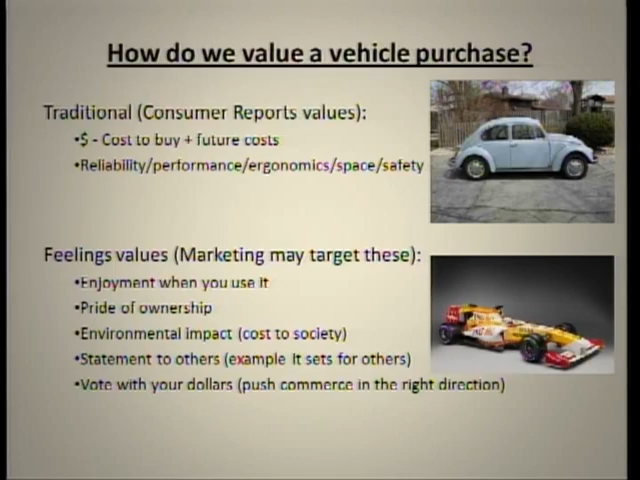 How do we value a vehicle purchase?
Traditional (Consumer Reports values):
•$ - Cost to buy + future costs
•Reliability/performance/ergonomics/space/safety
Feelings values (Marketing may target these):
•Enjoyment when you use it
•Pride of ownership
•Environmental impact (cost to society)
•Statement to others (example it sets for others)
•Vote with your dollars (push commerce in the right direction)